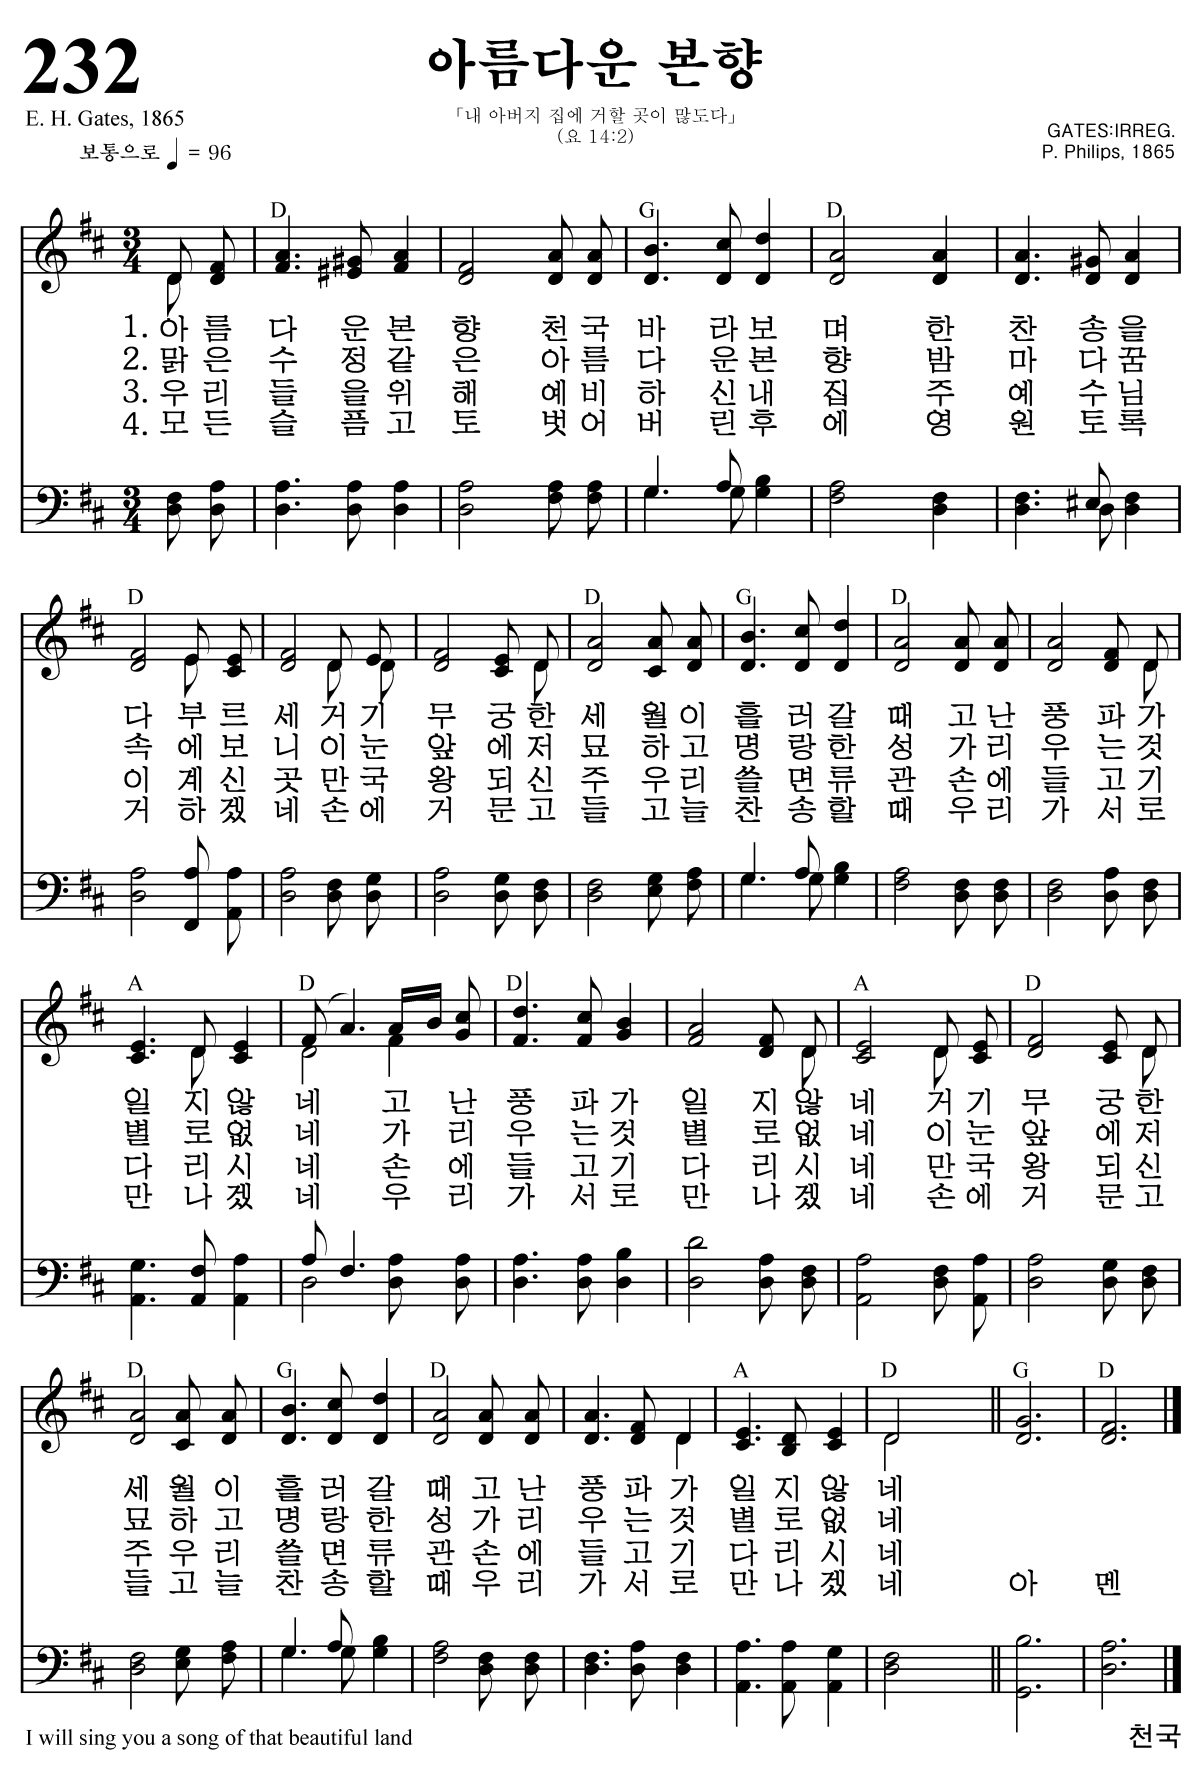 232
아름다운 본향
E. H. Gates, 1865
「내 아버지 집에 거할 곳이 많도다」
(요 14:2)
GATES:IRREG.
보통으로 ♩ = 96
P. Philips, 1865
D G D
1. 아 름 다 운 본 향 천 국 바 라 보 며 한 찬 송 을
2. 맑 은 수 정 같 은 아 름 다 운 본 향 밤 마 다 꿈
3. 우 리 들 을 위 해 예 비 하 신 내 집 주 예 수 님
4. 모 든 슬 픔 고 토 벗 어 버 린 후 에 영 원 토 록
D D G D
다 부 르 세 거 기 무 궁 한 세 월 이 흘 러 갈 때 고 난 풍 파 가
속 에 보 니 이 눈 앞 에 저 묘 하 고 명 랑 한 성 가 리 우 는 것
이 계 신 곳 만 국 왕 되 신 주 우 리 쓸 면 류 관 손 에 들 고 기
거 하 겠 네 손 에 거 문 고 들 고 늘 찬 송 할 때 우 리 가 서 로
A D D A D
일 지 않 네 고 난 풍 파 가 일 지 않 네 거 기 무 궁 한
별 로 없 네 가 리 우 는 것 별 로 없 네 이 눈 앞 에 저
다 리 시 네 손 에 들 고 기 다 리 시 네 만 국 왕 되 신
만 나 겠 네 우 리 가 서 로 만 나 겠 네 손 에 거 문 고
D G D A D G D
세 월 이 흘 러 갈 때 고 난 풍 파 가 일 지 않 네
묘 하 고 명 랑 한 성 가 리 우 는 것 별 로 없 네
주 우 리 쓸 면 류 관 손 에 들 고 기 다 리 시 네
들 고 늘 찬 송 할 때 우 리 가 서 로 만 나 겠 네 아 멘
I will sing you a song of that beautiful land
천국